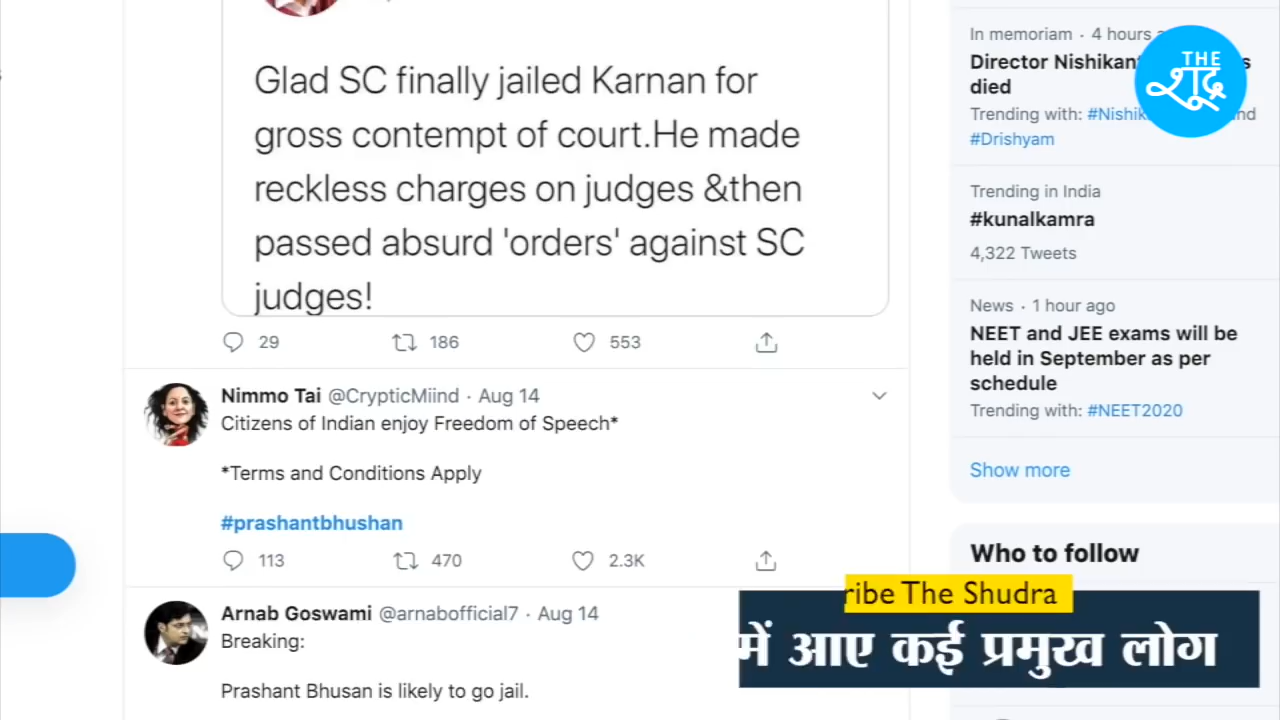 Glad SC finally jailed Karnan for
gross contempt of court.He made
reckless charges on judges &then
passed absurd 'orders' against SC
judges!
29 186 553
Nimmo Tai @CrypticMiind · Aug 14
Citizens of Indian enjoy Freedom of Speech*
*Terms and Conditions Apply
#prashantbhushan
113 470 2.3K
Arnab Goswami @arnabofficial7 · Aug 14
Breaking:
Prashant Bhusan is likely to go jail.
In memoriam · 4 hours
Director
died
Trending with:
#Drishyam
Trending in India
#kunalkamra
4,322 Tweets
News · 1 hour ago
NEET and JEE exams will be
held in September as per
schedule
Trending with: #NEET2020
Show more
Who to follow
THE
शूद्र
The Shudra
में आए कई प्रमुख लोग